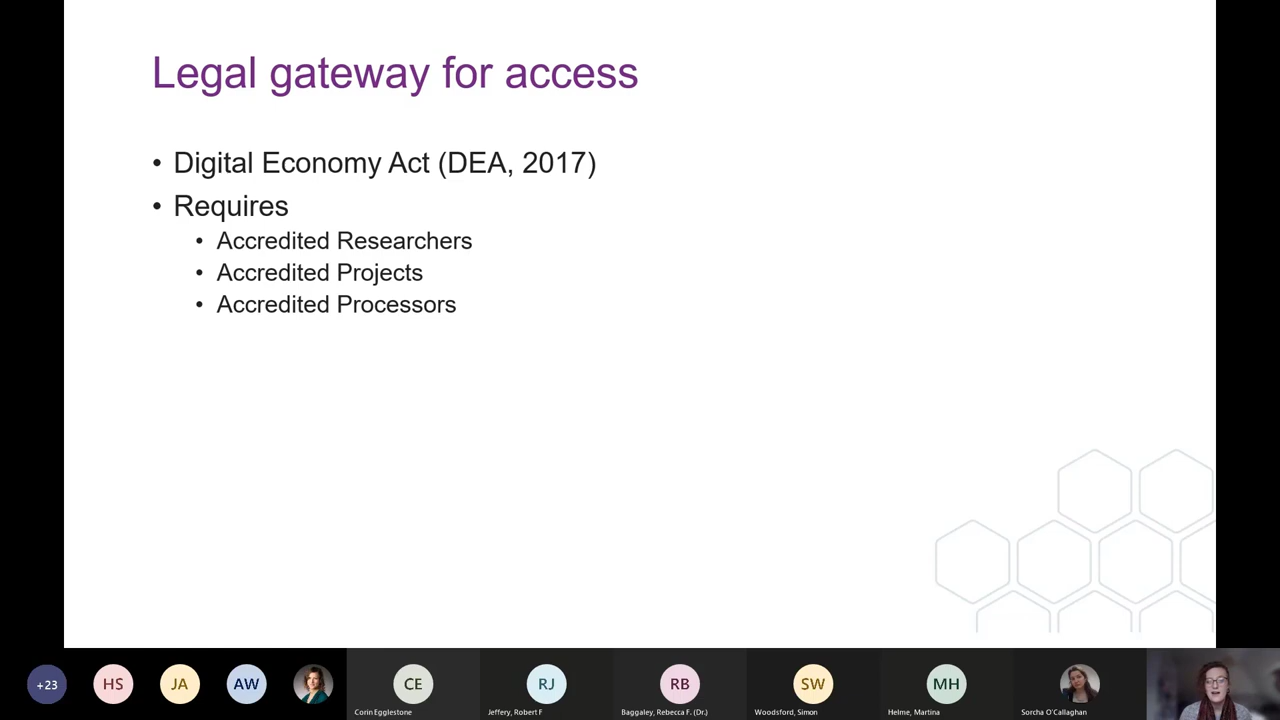 Legal gateway for access
• Digital Economy Act (DEA, 2017)
• Requires
• Accredited Researchers
• Accredited Projects
• Accredited Processors
+23
HS
JA
AW
CE
RJ
RB
SW
MH
Corin Egglestone
Jeffery, Robert F
Baggaley, Rebecca F. (Dr.)
Woodsford, Simon
Helme, Martina
Sorcha O'Callaghan